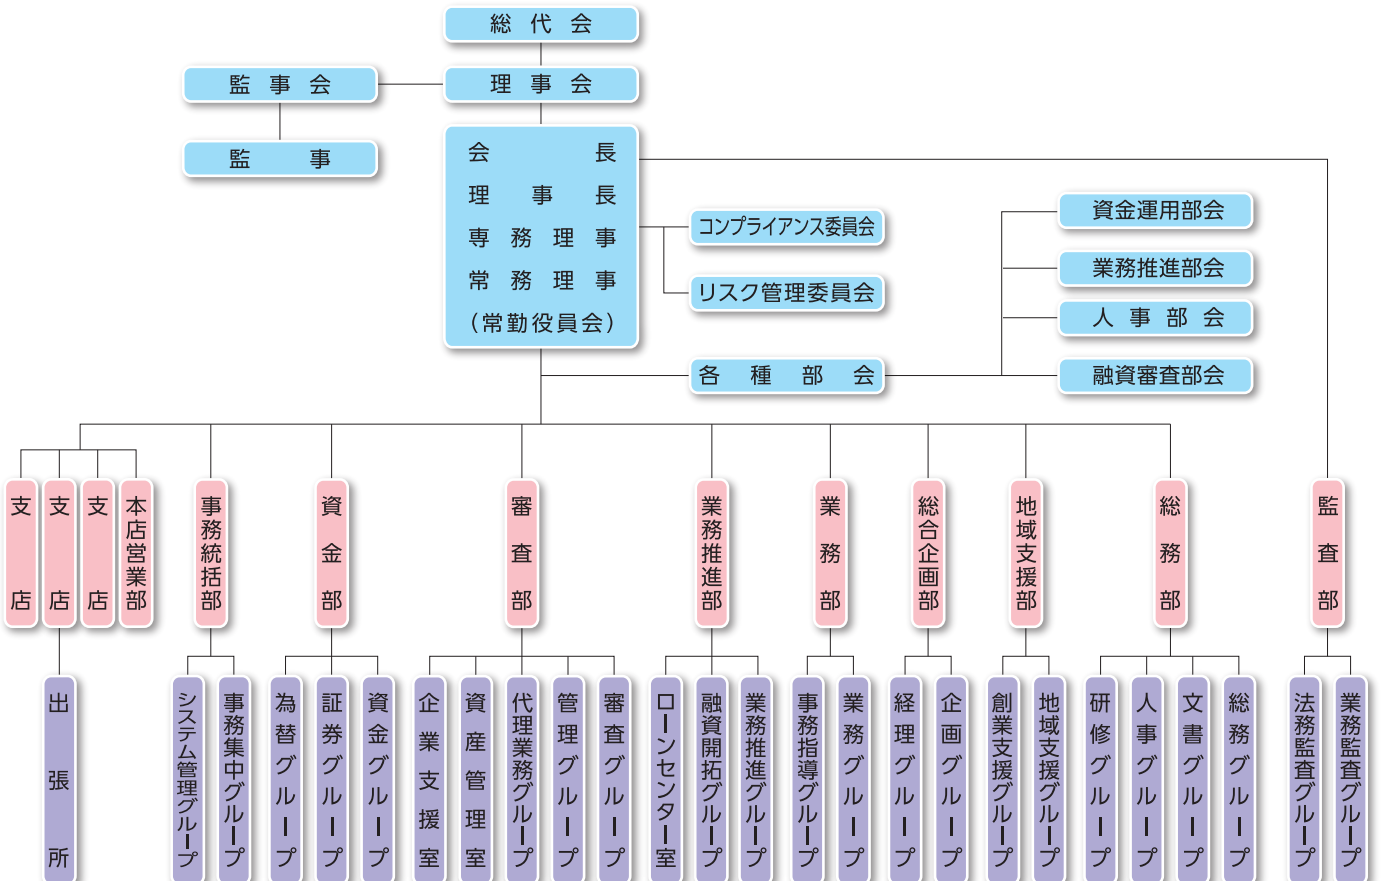 総代会
監事会
理事会
監事
会長
理事長
専務理事
常務理事
（常勤役員会）
コンプライアンス委員会
リスク管理委員会
各種部会
資金運用部会
業務推進部会
人事部会
融資審査部会
支店
支店
支店
本店営業部
事務統括部
資金部
審査部
業務推進部
業務部
総合企画部
地域支援部
総務部
監査部
出張所
システム管理グループ
事務集中グループ
為替グループ
証券グループ
資金グループ
企業支援室
資産管理室
代理業務グループ
管理グループ
審査グループ
ローンセンター室
融資開拓グループ
業務推進グループ
事務指導グループ
業務グループ
経理グループ
企画グループ
創業支援グループ
地域支援グループ
研修グループ
人事グループ
文書グループ
総務グループ
法務監査グループ
業務監査グループ